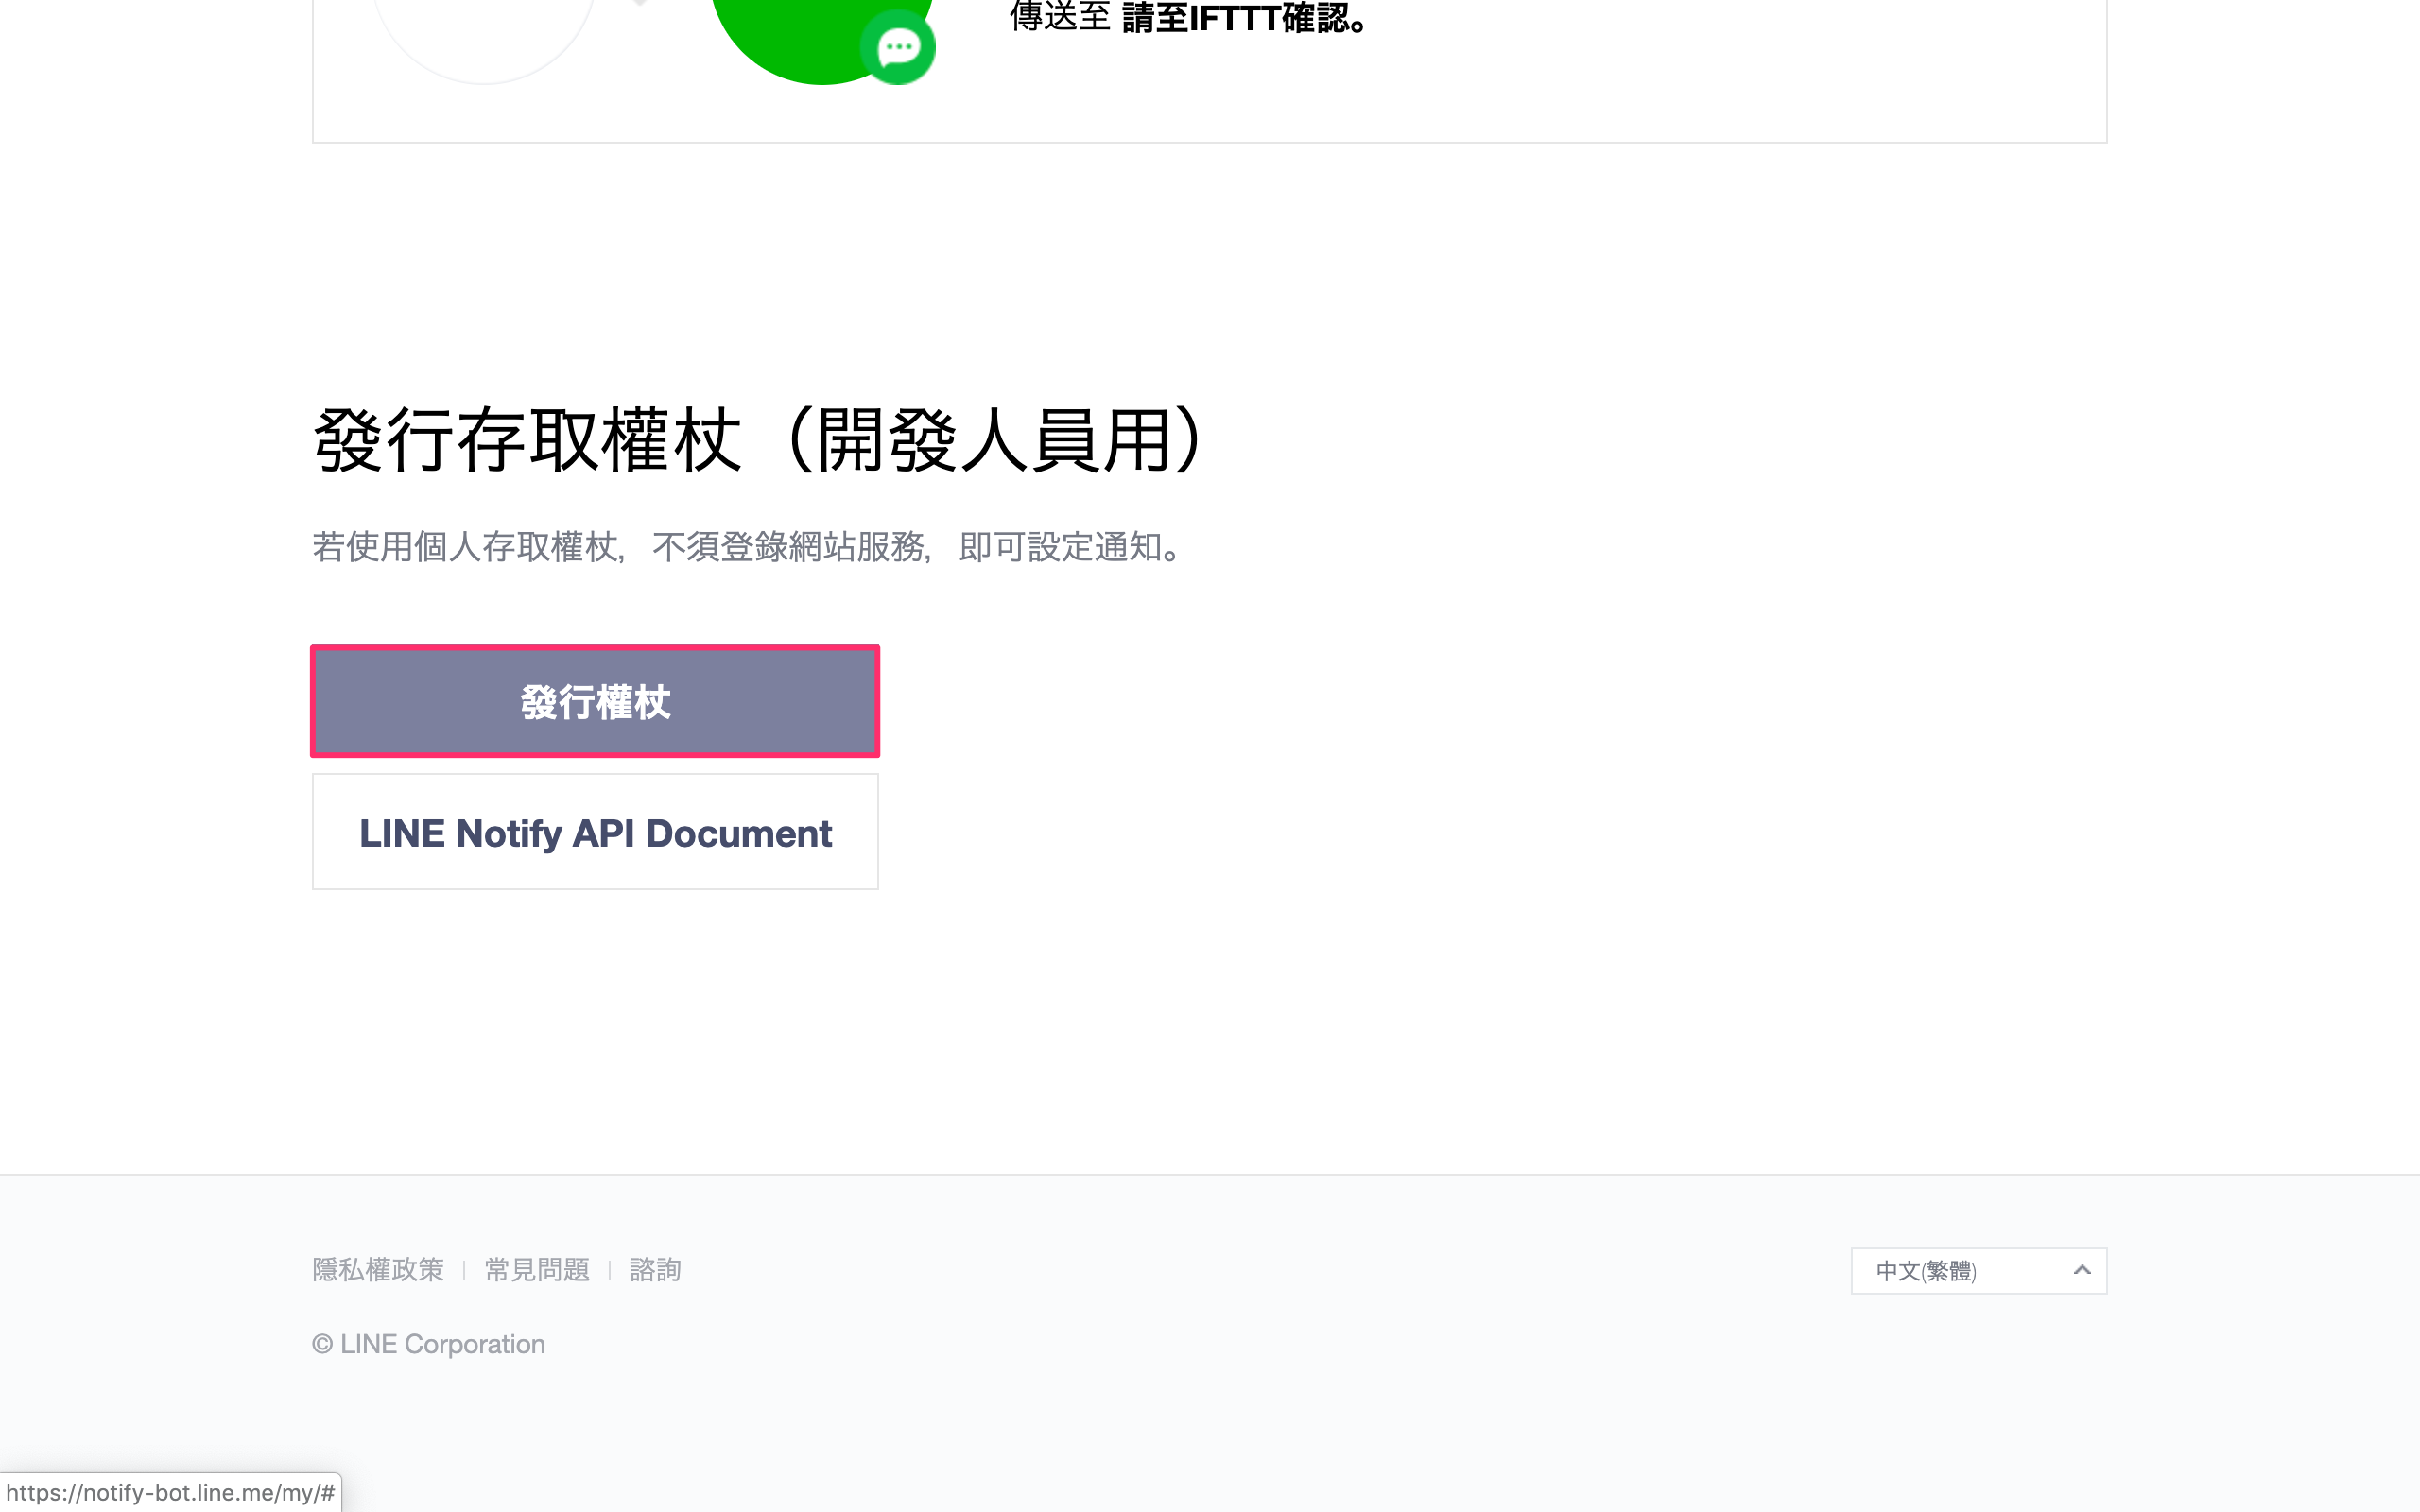 傳送至 請至IFTTT確認。
發行存取權杖（開發人員用）
若使用個人存取權杖，不須登錄網站服務，即可設定通知。
發行權杖
LINE Notify API Document
隱私權政策 | 常見問題 | 諮詢
中文(繁體)
© LINE Corporation
https://notify-bot.line.me/my/#